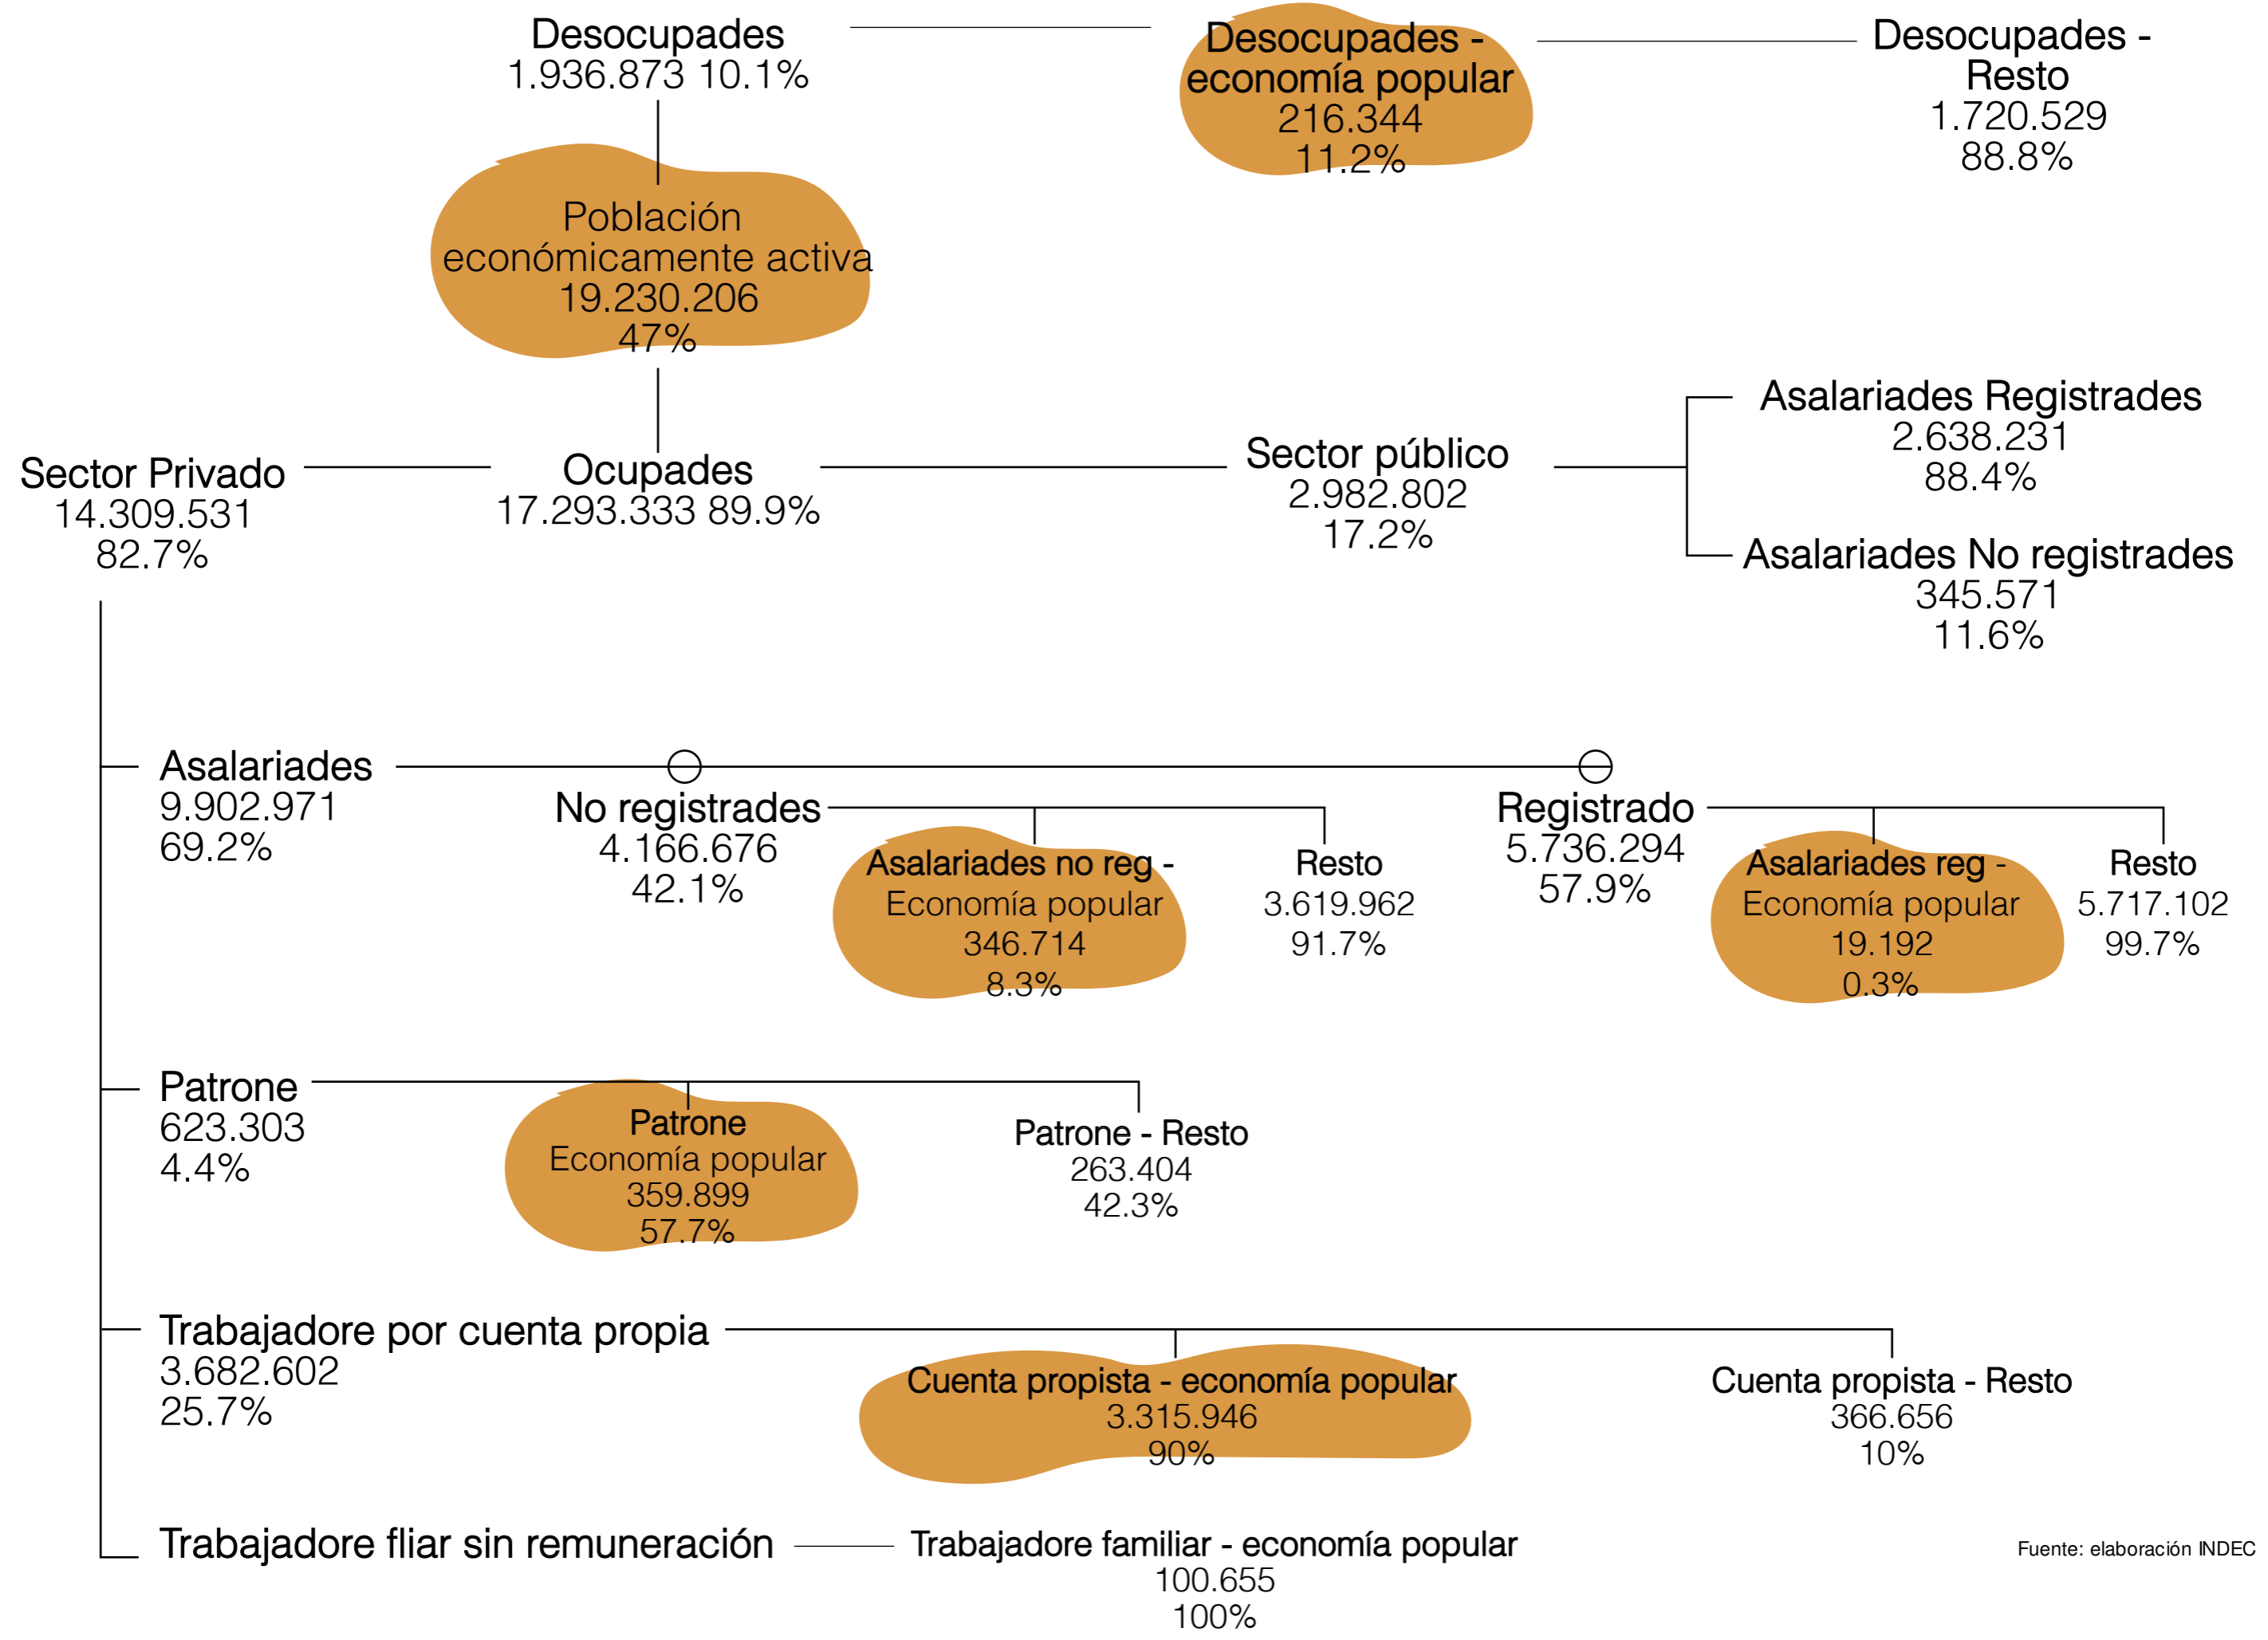 Desocupades
1.936.873 10.1%
Desocupades -
economía popular
216.344
11.2%
Desocupades -
Resto
1.720.529
88.8%
Población
económicamente activa
19.230.206
47%
Sector Privado
14.309.531
82.7%
Ocupades
17.293.333 89.9%
Sector público
2.982.802
17.2%
Asalariades Registrades
2.638.231
88.4%
Asalariades No registrades
345.571
11.6%
Asalariades
9.902.971
69.2%
No registrades
4.166.676
42.1%
Asalariades no reg -
Economía popular
346.714
8.3%
Resto
3.619.962
91.7%
Registrado
5.736.294
57.9%
Asalariades reg -
Economía popular
19.192
0.3%
Resto
5.717.102
99.7%
Patrone
623.303
4.4%
Patrone
Economía popular
359.899
57.7%
Patrone - Resto
263.404
42.3%
Trabajadore por cuenta propia
3.682.602
25.7%
Cuenta propista - economía popular
3.315.946
90%
Cuenta propista - Resto
366.656
10%
Trabajadore fliar sin remuneración
Trabajadore familiar - economía popular
100.655
100%
Fuente: elaboración INDEC